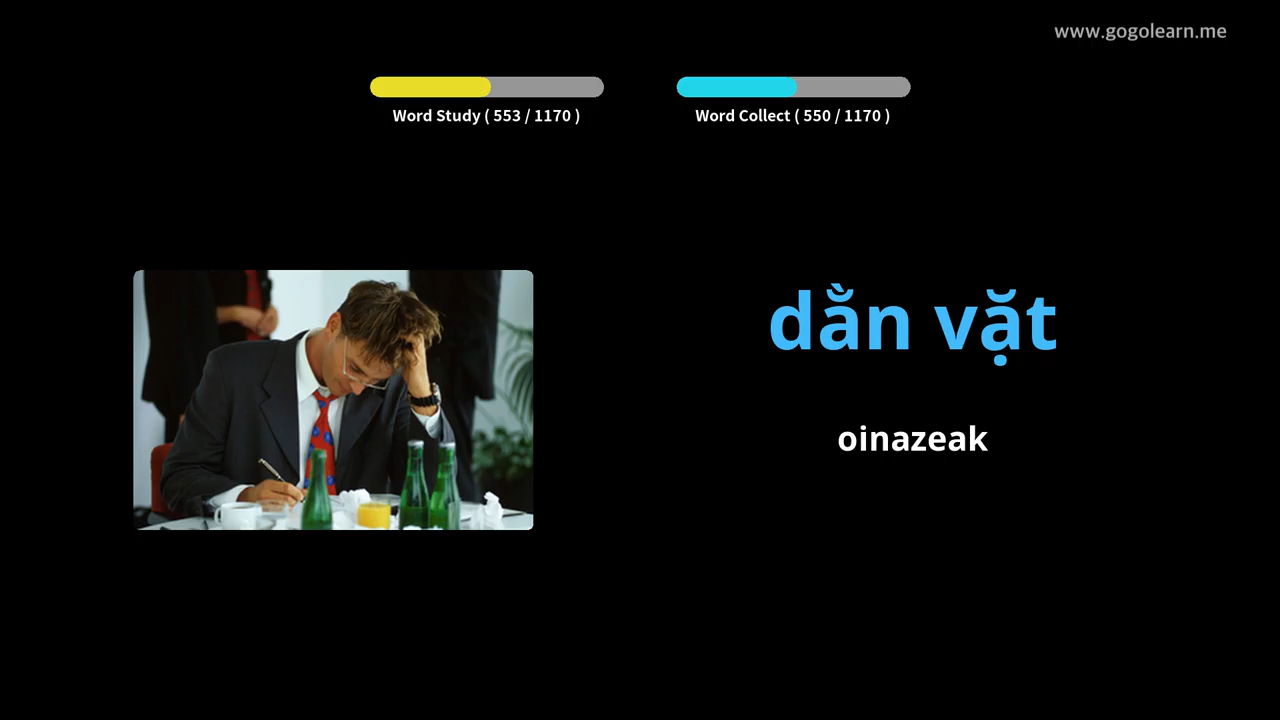 www.gogolearn.me
Word Study ( 553 / 1170 )
Word Collect ( 550 / 1170 )
dằn vặt
oinazeak